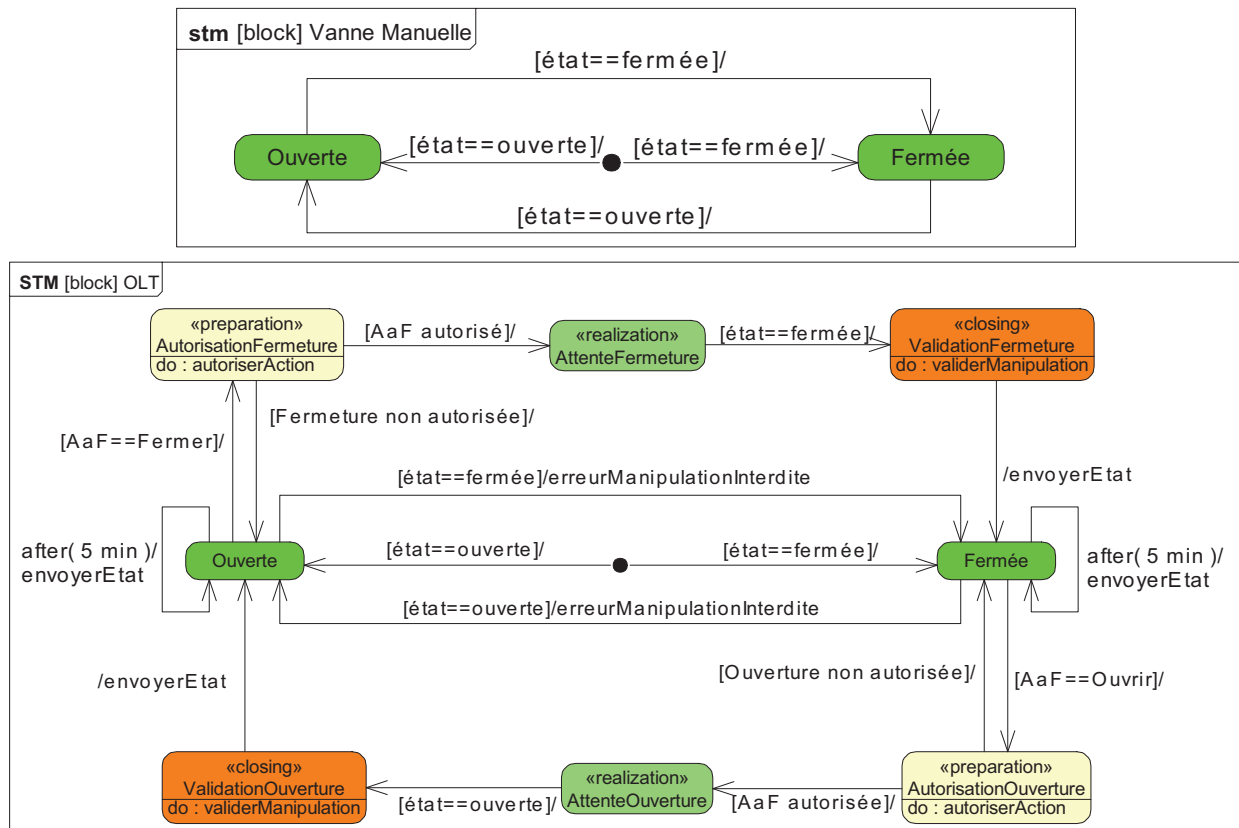 stm [block] Vanne Manuelle
[état==fermée]/
Ouverte
[état==ouverte]/
[état==fermée]/
Fermée
[état==ouverte]/
STM [block] OLT
«preparation»
AutorisationFermeture
do : autoriserAction
[AaF autorisé]/
«realization»
AttenteFermeture
[état==fermée]/
«closing»
ValidationFermeture
do : validerManipulation
[AaF==Fermer]/
[Fermeture non autorisée]/
[état==fermée]/erreurManipulationInterdite
/envoyerEtat
after( 5 min )/
envoyerEtat
Ouverte
[état==ouverte]/
[état==fermée]/
Fermée
after( 5 min )/
envoyerEtat
[état==ouverte]/erreurManipulationInterdite
/envoyerEtat
[Ouverture non autorisée]/
[AaF==Ouvrir]/
«closing»
ValidationOuverture
do : validerManipulation
[état==ouverte]/
«realization»
AttenteOuverture
[AaF autorisée]/
«preparation»
AutorisationOuverture
do : autoriserAction